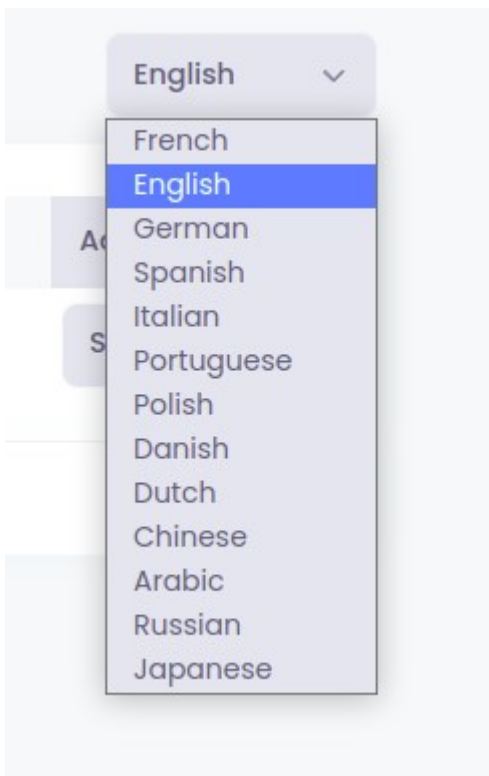 English
French
English
German
Spanish
Italian
Portuguese
Polish
Danish
Dutch
Chinese
Arabic
Russian
Japanese